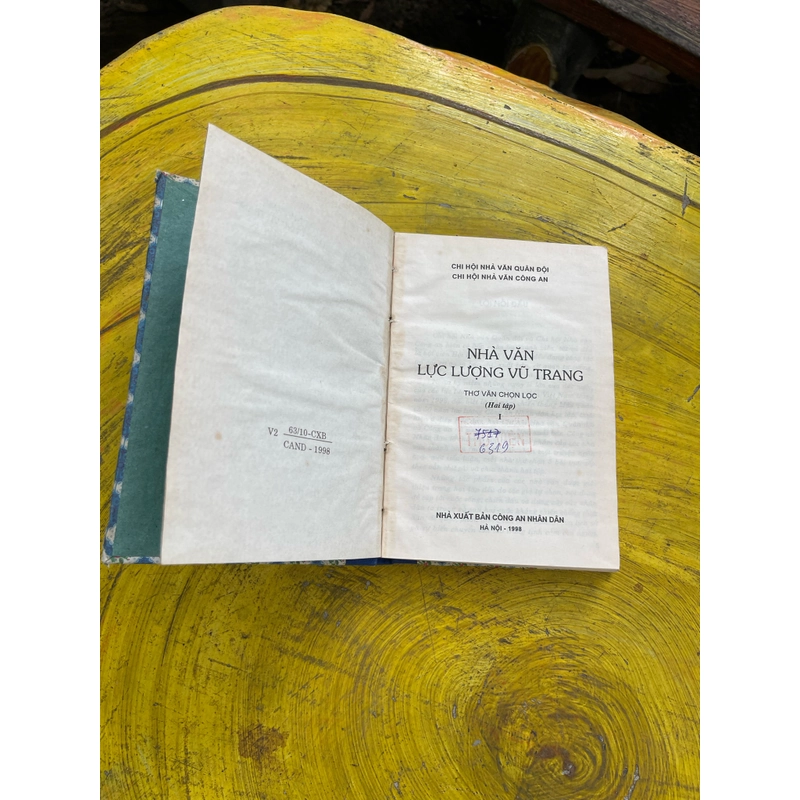 V2 63/10-CXB
CAND - 1998
CHI HỘI NHÀ VĂN QUÂN ĐỘI
CHI HỘI NHÀ VĂN CÔNG AN
NHÀ VĂN
LỰC LƯỢNG VŨ TRANG
THƠ VĂN CHỌN LỌC
(Hai tập)
I
7517
6319
NHÀ XUẤT BẢN CÔNG AN NHÂN DÂN
HÀ NỘI - 1998